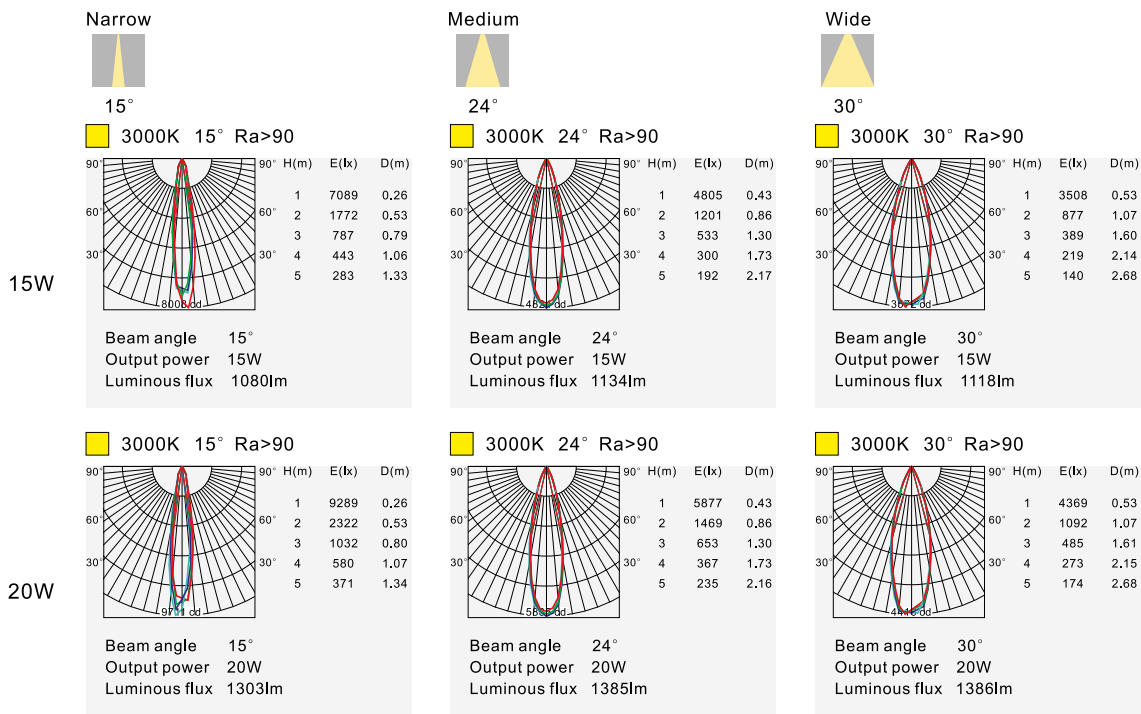 Narrow
Medium
Wide
15°
24°
30°
15W
3000K 15° Ra>90
90° 90° H(m) E(lx) D(m)
1 7089 0.26
60° 60° 2 1772 0.53
3 787 0.79
30° 30° 4 443 1.06
5 283 1.33
Beam angle 15°
Output power 15W
Luminous flux 1080lm
3000K 24° Ra>90
90° 90° H(m) E(lx) D(m)
1 4805 0.43
60° 60° 2 1201 0.86
3 533 1.30
30° 30° 4 300 1.73
5 192 2.17
Beam angle 24°
Output power 15W
Luminous flux 1134lm
3000K 30° Ra>90
90° 90° H(m) E(lx) D(m)
1 3508 0.53
60° 60° 2 877 1.07
3 389 1.60
30° 30° 4 219 2.14
5 140 2.68
Beam angle 30°
Output power 15W
Luminous flux 1118lm
20W
3000K 15° Ra>90
90° 90° H(m) E(lx) D(m)
1 9289 0.26
60° 60° 2 2322 0.53
3 1032 0.80
30° 30° 4 580 1.07
5 371 1.34
Beam angle 15°
Output power 20W
Luminous flux 1303lm
3000K 24° Ra>90
90° 90° H(m) E(lx) D(m)
1 5877 0.43
60° 60° 2 1469 0.86
3 653 1.30
30° 30° 4 367 1.73
5 235 2.16
Beam angle 24°
Output power 20W
Luminous flux 1385lm
3000K 30° Ra>90
90° 90° H(m) E(lx) D(m)
1 4369 0.53
60° 60° 2 1092 1.07
3 485 1.61
30° 30° 4 273 2.15
5 174 2.68
Beam angle 30°
Output power 20W
Luminous flux 1386lm